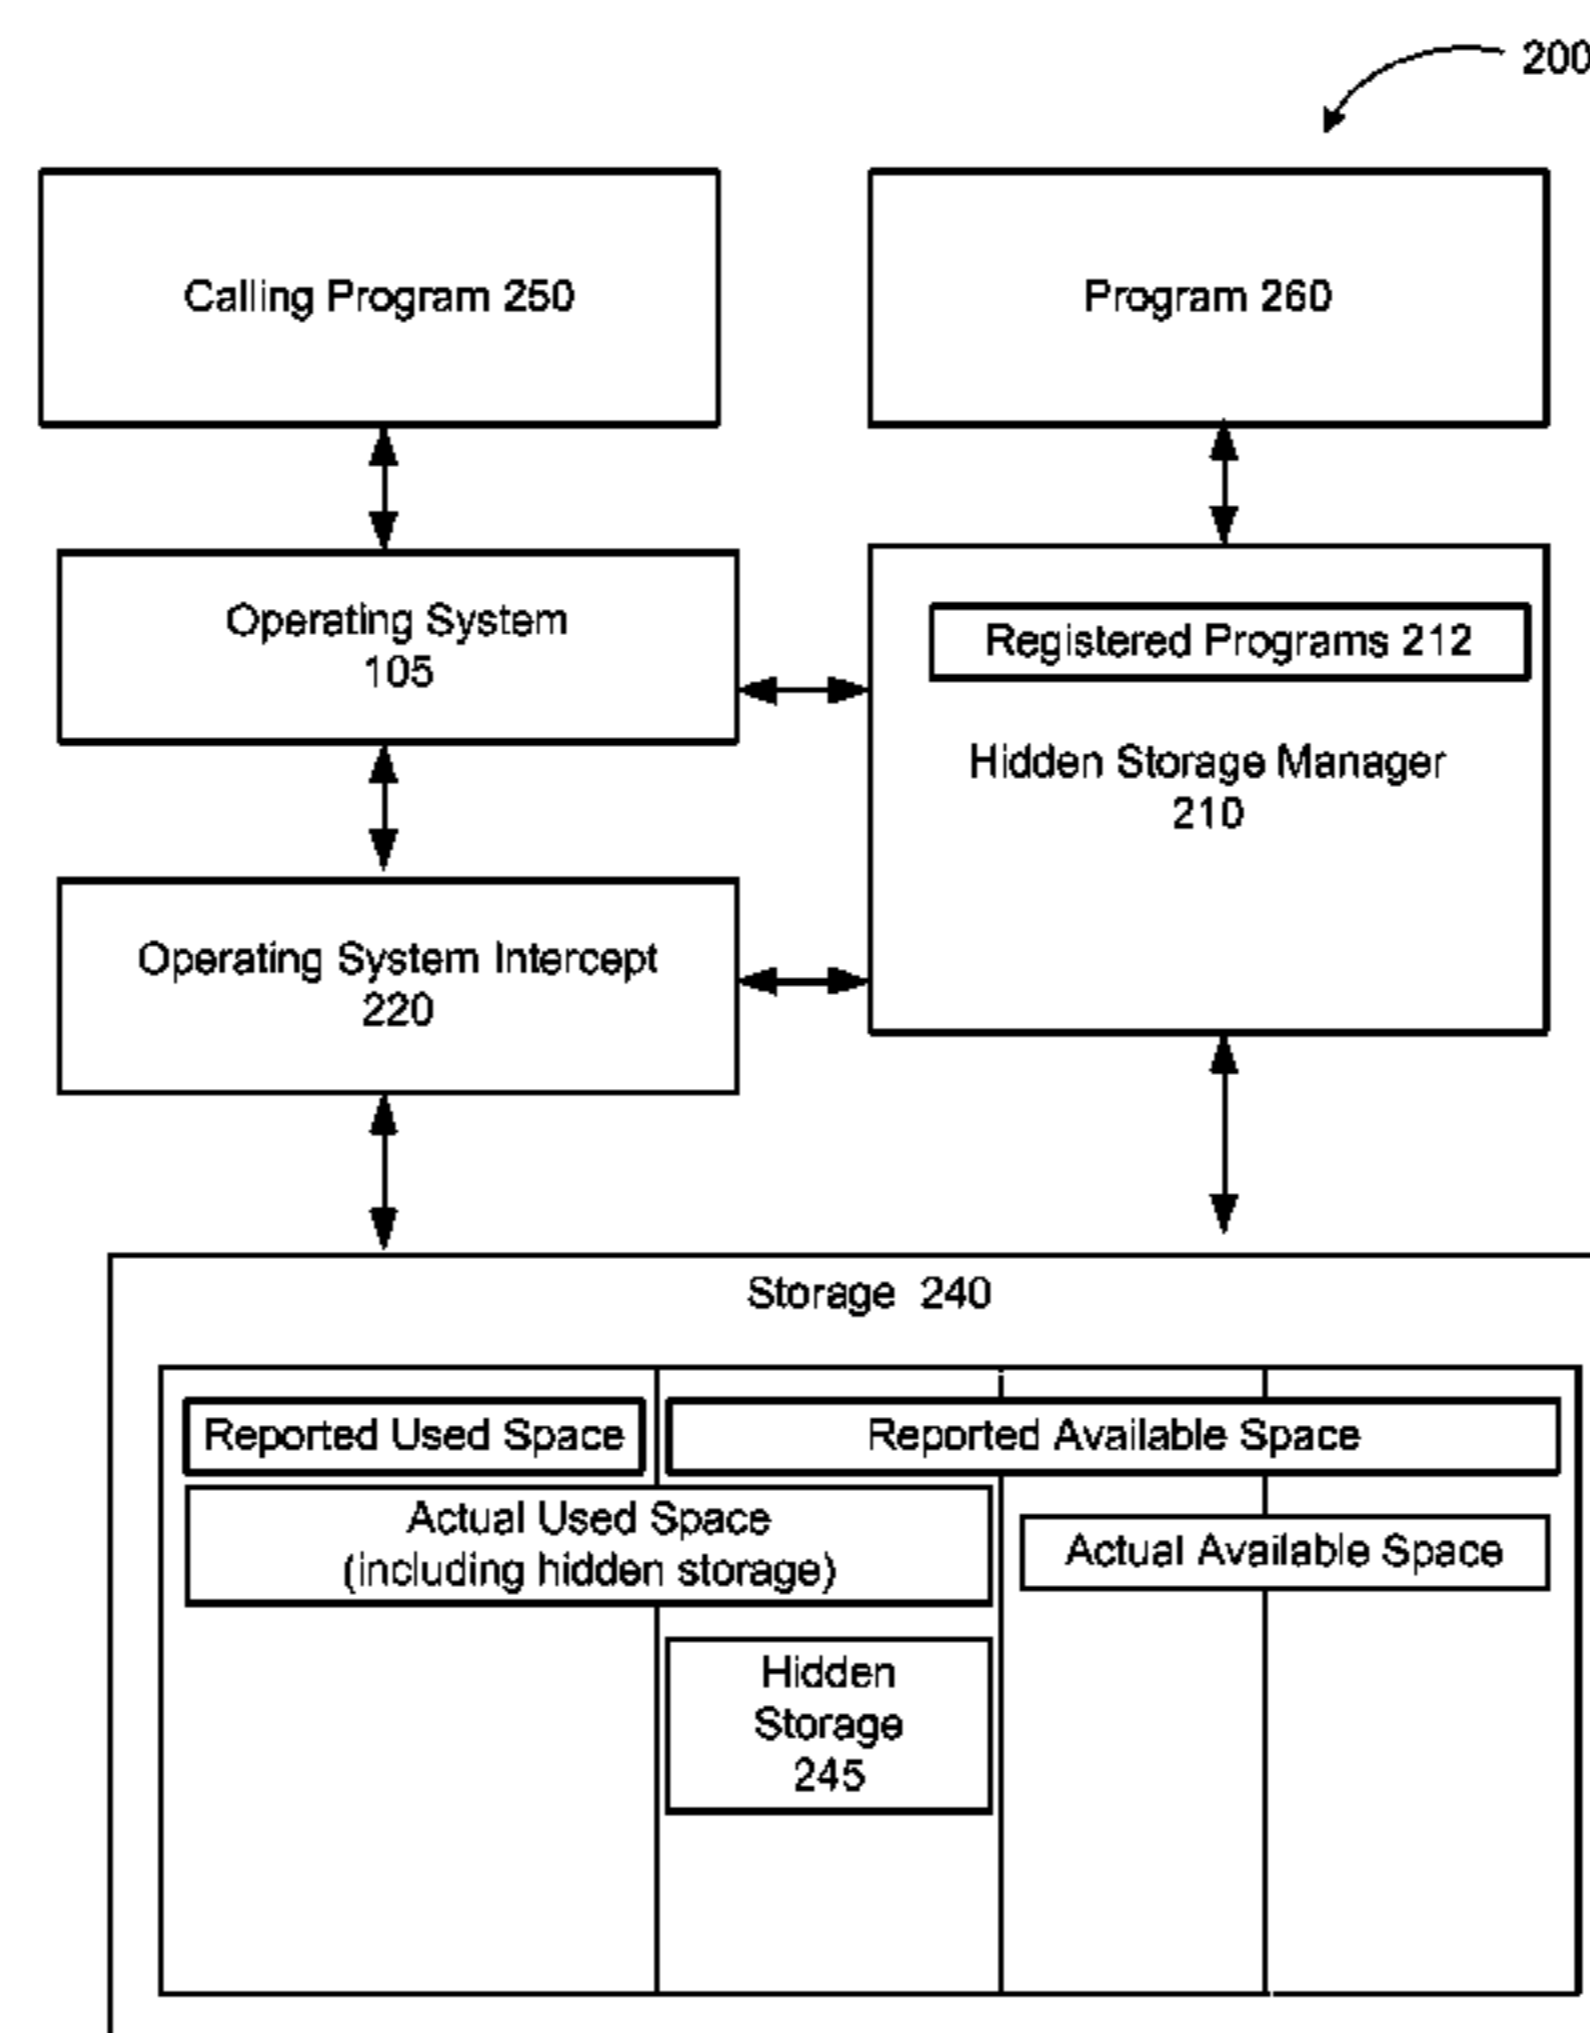 200
Calling Program 250
Program 260
Operating System
105
Registered Programs 212
Hidden Storage Manager
210
Operating System Intercept
220
Storage 240
Reported Used Space
Reported Available Space
Actual Used Space
(including hidden storage)
Actual Available Space
Hidden
Storage
245